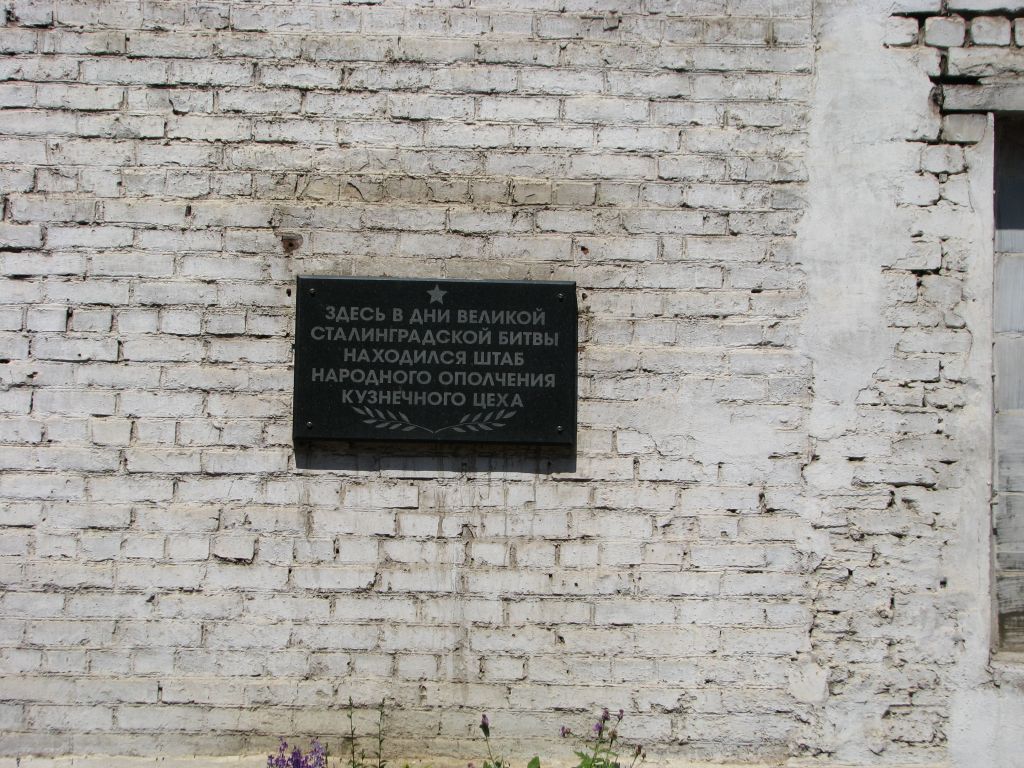 ЗДЕСЬ В ДНИ ВЕЛИКОЙ
СТАЛИНГРАДСКОЙ БИТВЫ
НАХОДИЛСЯ ШТАБ
НАРОДНОГО ОПОЛЧЕНИЯ
КУЗНЕЧНОГО ЦЕХА